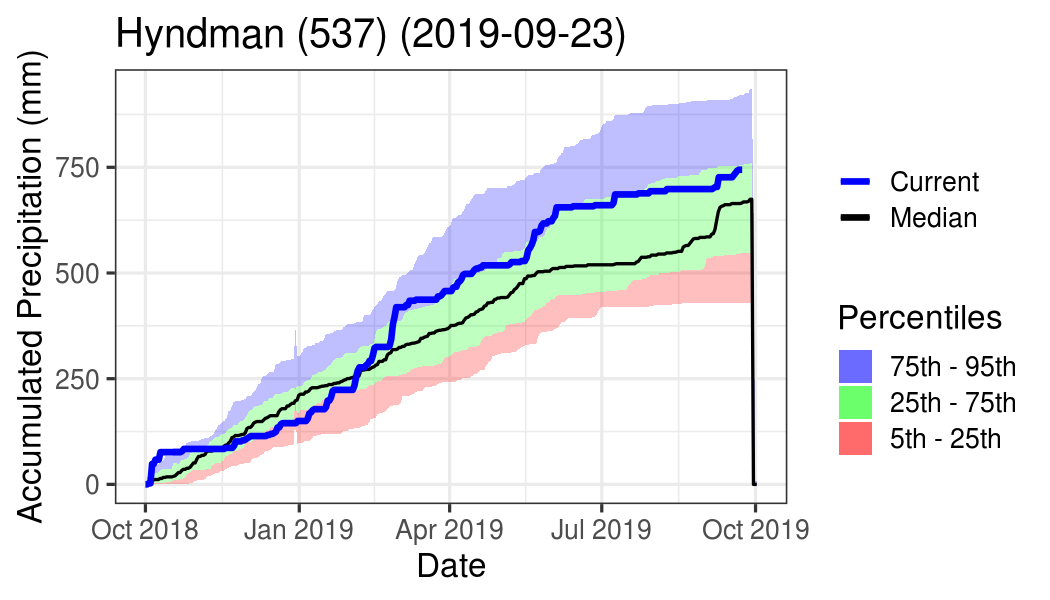 Hyndman (537) (2019-09-23)
Accumulated Precipitation (mm)
750
500
250
0
Oct 2018
Jan 2019
Apr 2019
Jul 2019
Oct 2019
Date
Current
Median
Percentiles
75th - 95th
25th - 75th
5th - 25th